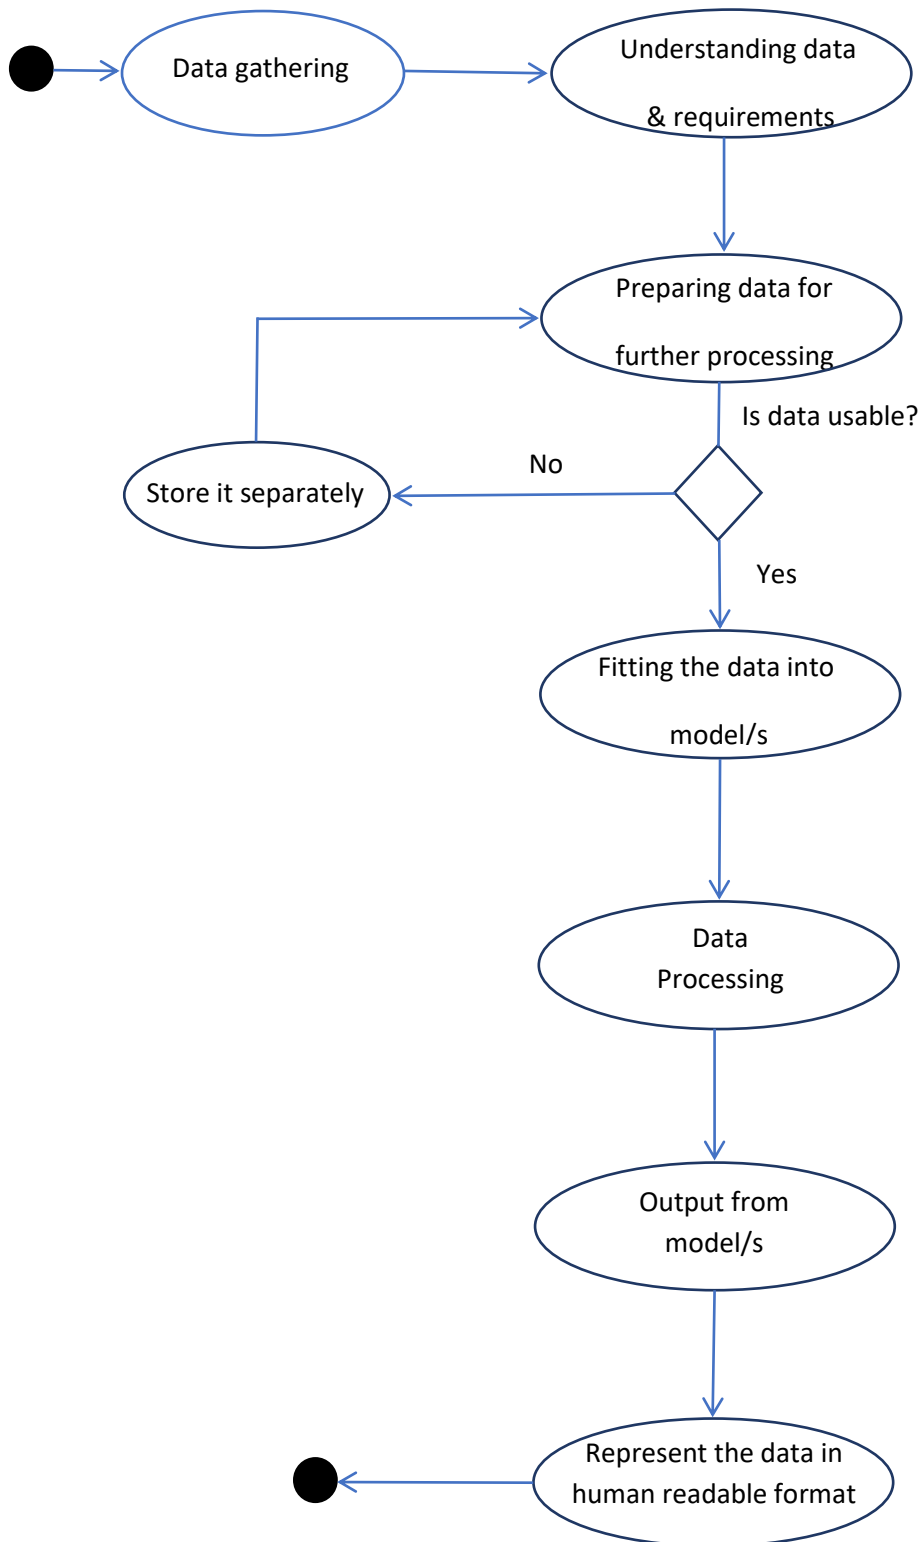 Data gathering
Understanding data
& requirements
Preparing data for
further processing
Is data usable?
No
Store it separately
Yes
Fitting the data into
model/s
Data
Processing
Output from
model/s
Represent the data in
human readable format